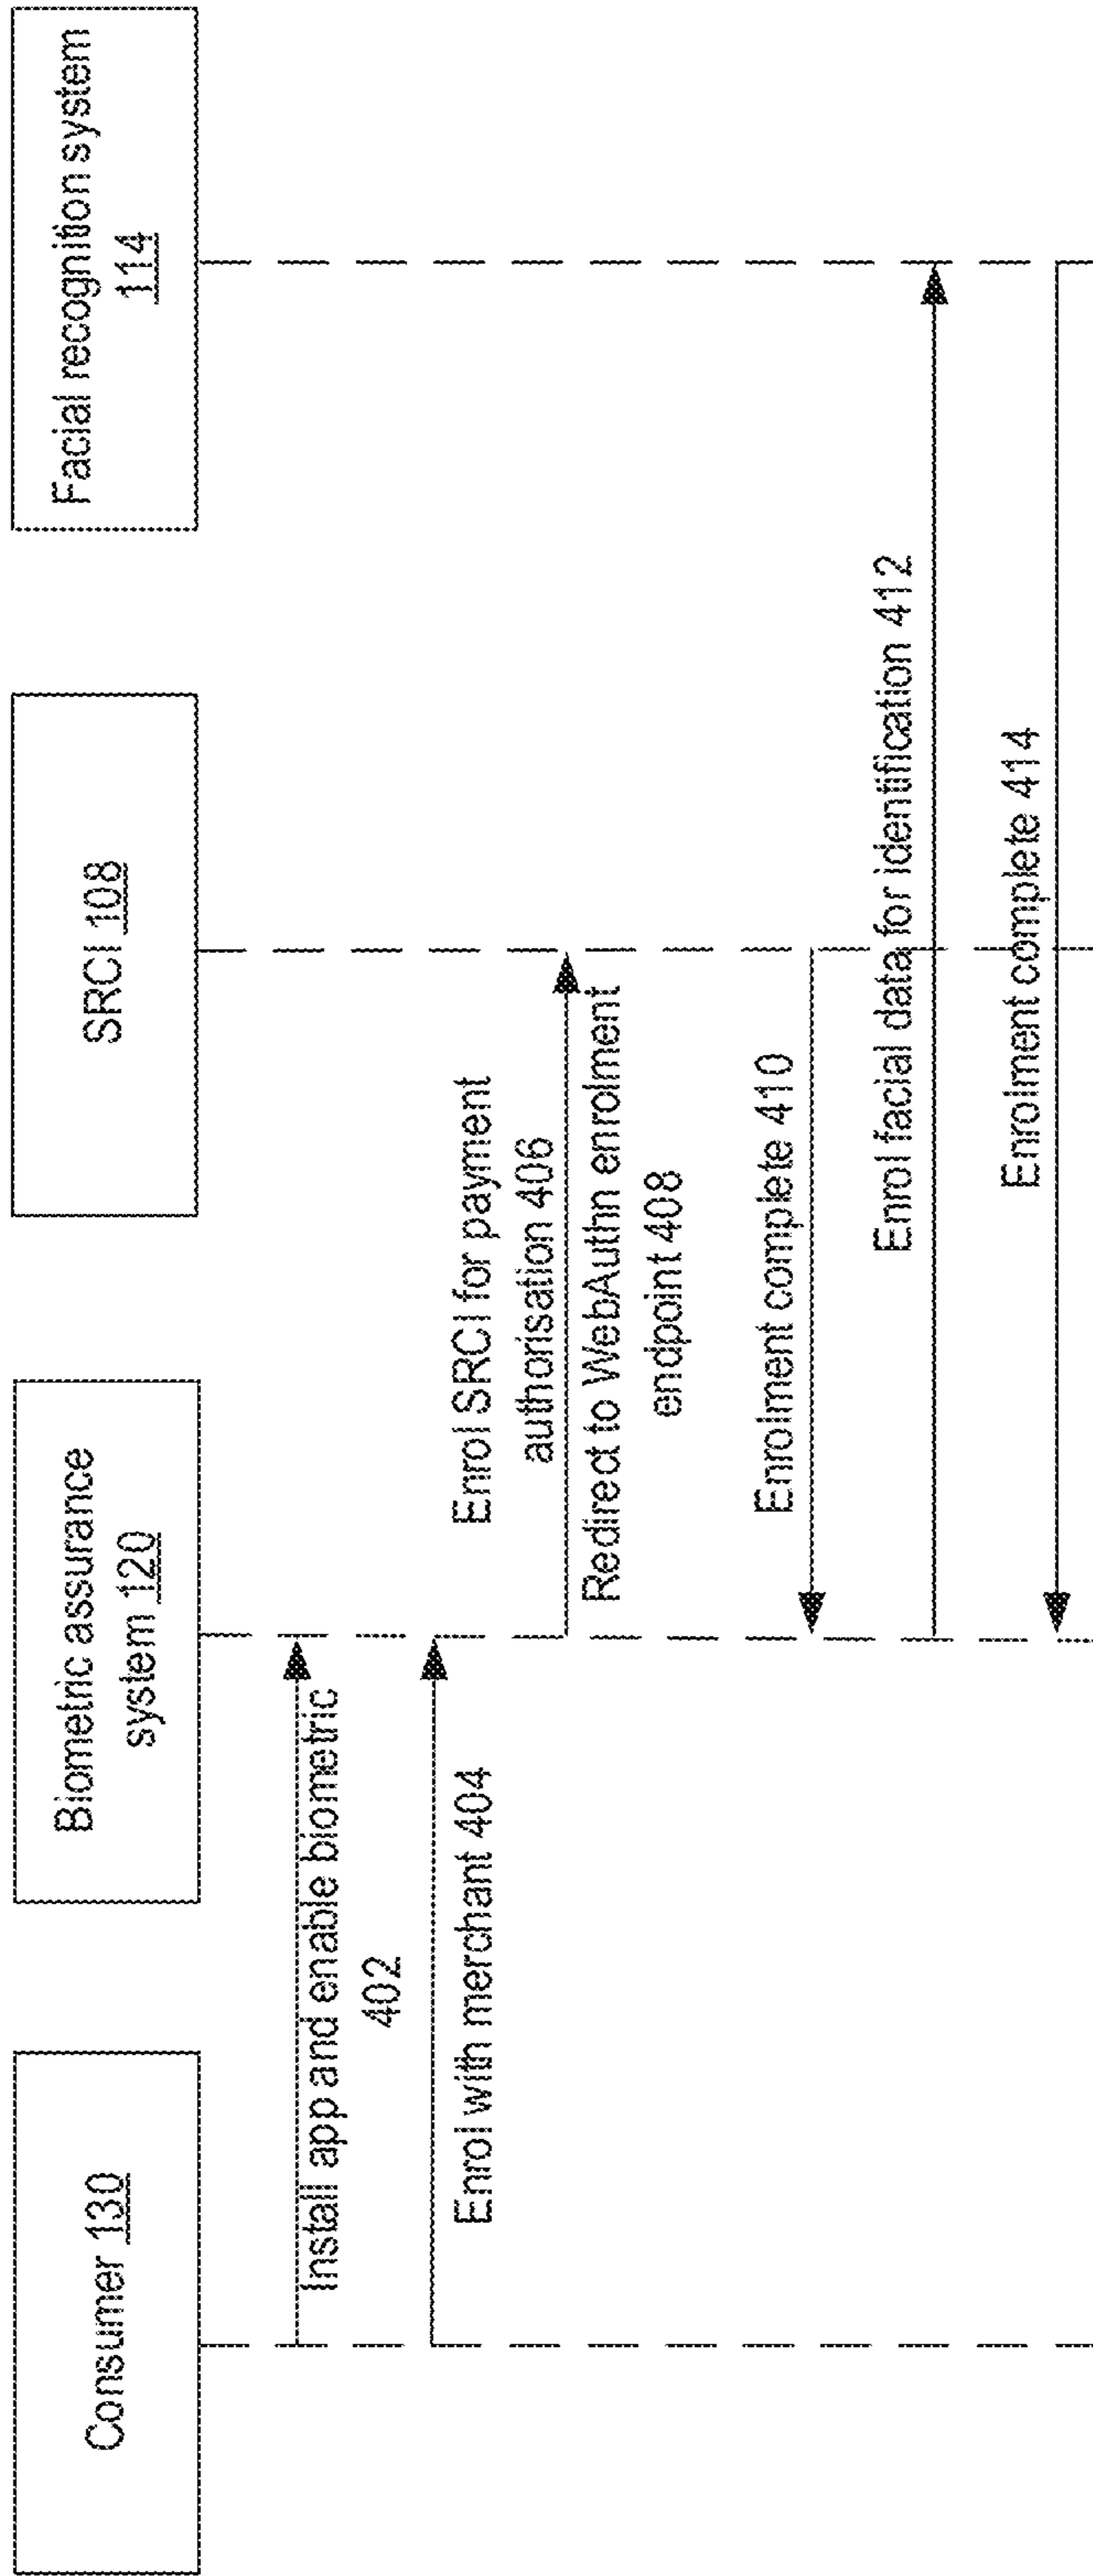 Consumer 130
Biometric assurance
system 120
SRCI 108
Facial recognition system
114
Install app and enable biometric
402
Enrol with merchant 404
Enrol SRCI for payment
authorisation 406
Redirect to WebAuthn enrolment
endpoint 408
Enrolment complete 410
Enrol facial data for identification 412
Enrolment complete 414